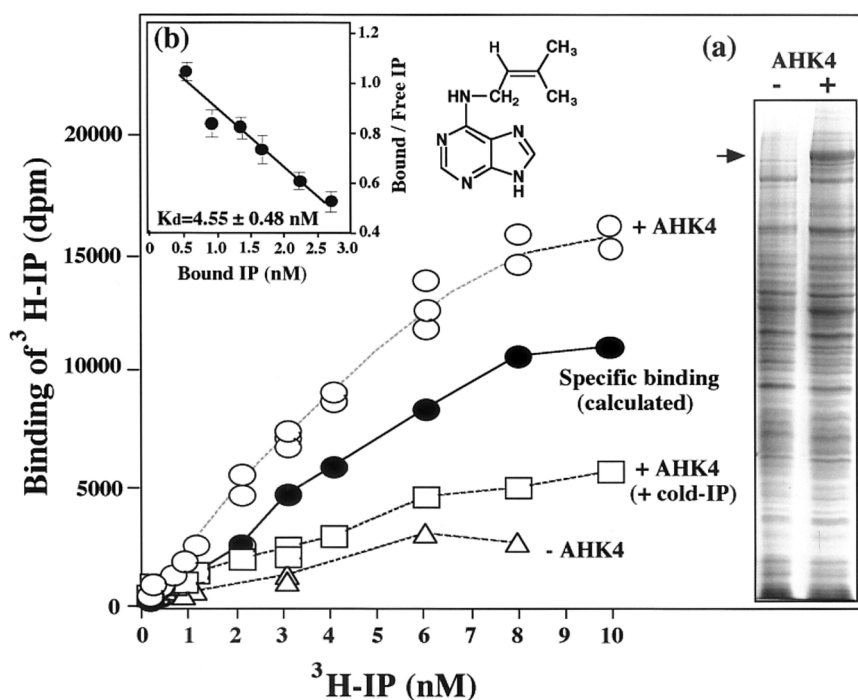 (b)
Bound / Free IP
1.0
0.8
0.6
0.4
Kd=4.55 ± 0.48 nM
0 0.5 1.0 1.5 2.0 2.5 3.0
Bound IP (nM)
H
CH3
CH3
HN-CH2
N
N
N
N
H
(a)
AHK4
- +
Binding of 3 H-IP ((dpm)
20000
15000
10000
5000
0
+ AHK4
Specific binding
(calculated)
+ AHK4
(+ cold-IP)
- AHK4
0 1 2 3 4 5 6 7 8 9 10
3H-IP (nM)